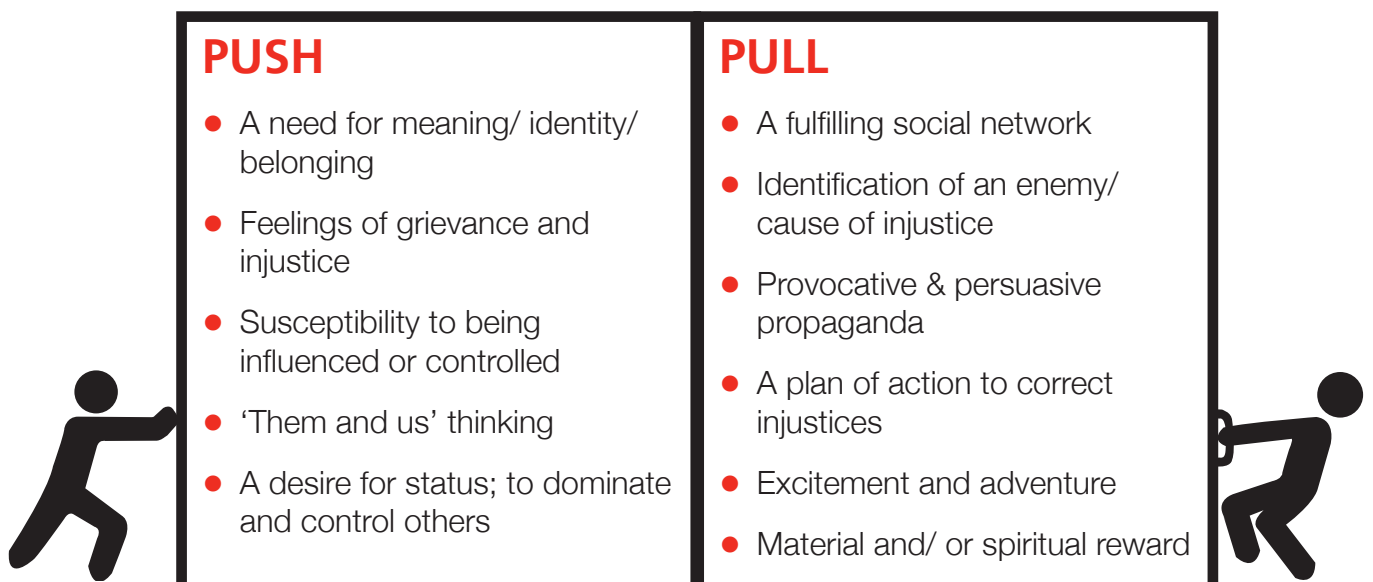 PUSH
● A need for meaning/ identity/
belonging
● Feelings of grievance and
injustice
● Susceptibility to being
influenced or controlled
● ‘Them and us’ thinking
● A desire for status; to dominate
and control others
PULL
● A fulfilling social network
● Identification of an enemy/
cause of injustice
● Provocative & persuasive
propaganda
● A plan of action to correct
injustices
● Excitement and adventure
● Material and/ or spiritual reward